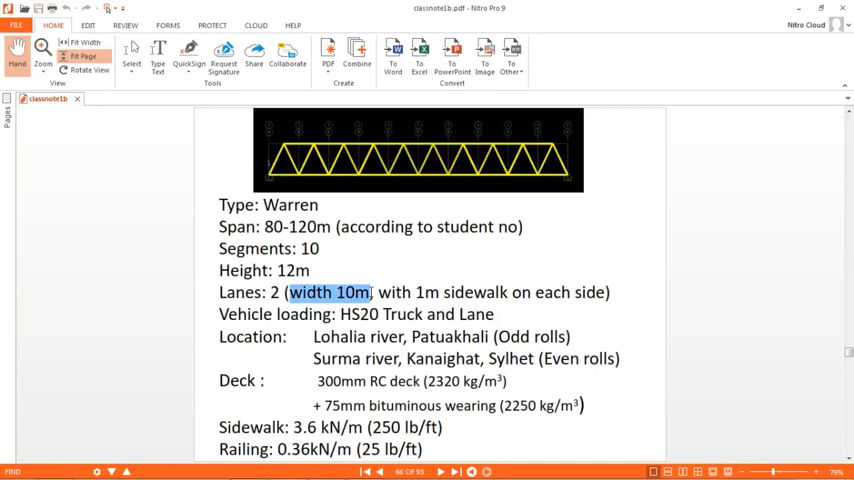 classnote1b.pdf - Nitro Pro 9
FILE HOME EDIT REVIEW FORMS PROTECT CLOUD HELP Nitro Cloud
Hand Zoom Fit Width Fit Page Rotate View Select Type Text QuickSign Request Signature Share Collaborate PDF Combine To Word To Excel To PowerPoint To Image To Other
View Tools Create Convert
classnote1b
Pages
Type: Warren
Span: 80-120m (according to student no)
Segments: 10
Height: 12m
Lanes: 2 (width 10m, with 1m sidewalk on each side)
Vehicle loading: HS20 Truck and Lane
Location: Lohalia river, Patuakhali (Odd rolls)
Surma river, Kanaighat, Sylhet (Even rolls)
Deck : 300mm RC deck (2320 kg/m³)
+ 75mm bituminous wearing (2250 kg/m³)
Sidewalk: 3.6 kN/m (250 lb/ft)
Railing: 0.36kN/m (25 lb/ft)
FIND 66 OF 93 79%